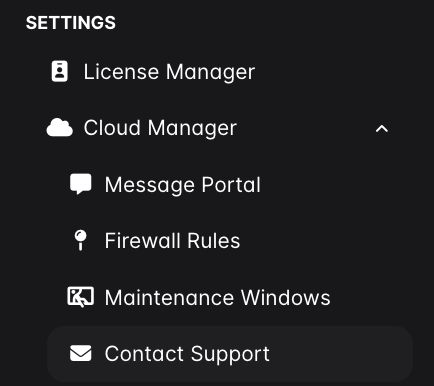 SETTINGS
License Manager
Cloud Manager
Message Portal
Firewall Rules
Maintenance Windows
Contact Support